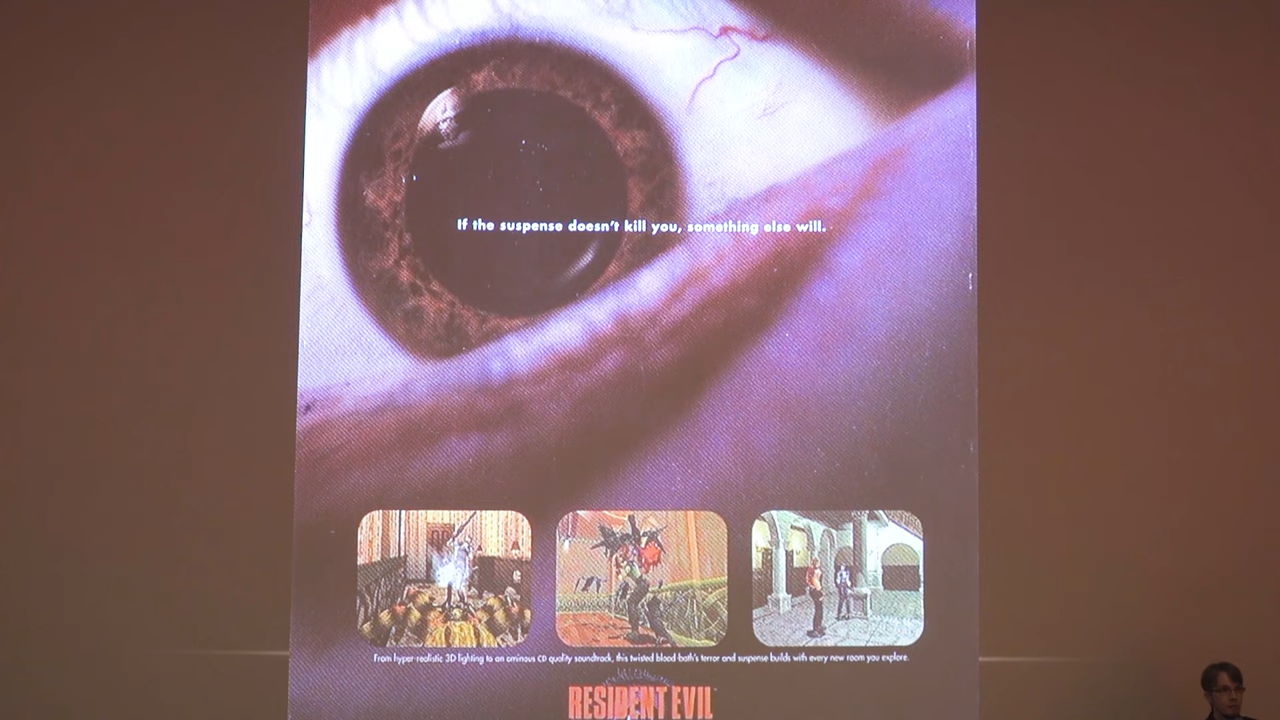 If the suspense doesn't kill you, something else will.
From hyper-realistic 3D lighting to an ominous CD quality soundtrack, this twisted blood-bath's terror and suspense builds with every new room you explore.
RESIDENT EVIL